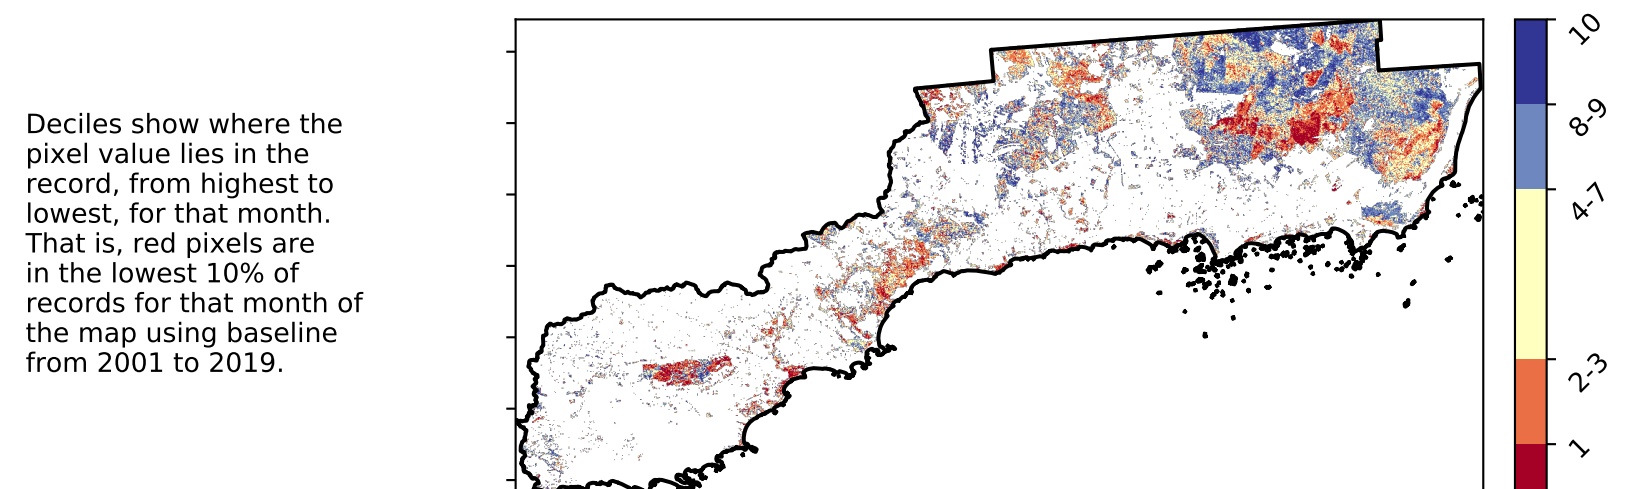 Deciles show where the
pixel value lies in the
record, from highest to
lowest, for that month.
That is, red pixels are
in the lowest 10% of
records for that month of
the map using baseline
from 2001 to 2019.
10
8-9
4-7
2-3
1